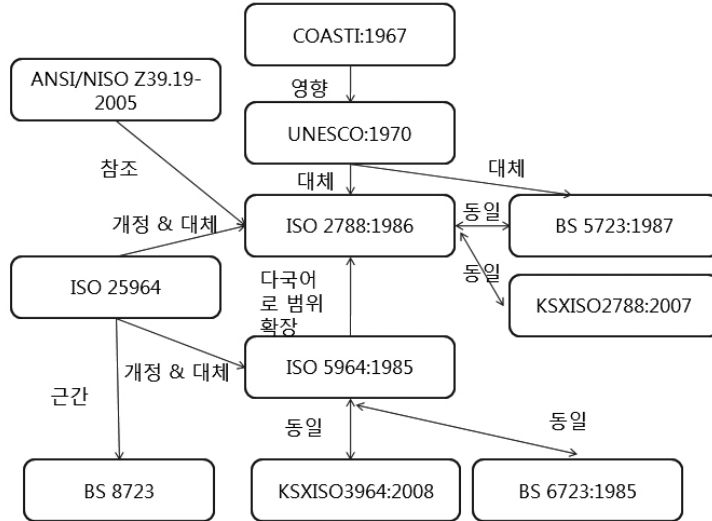 COASTI:1967
ANSI/NISO Z39.19-
2005
영향
UNESCO:1970
참조
대체
대체
개정 & 대체
ISO 2788:1986
동일
BS 5723:1987
ISO 25964
다국어
로 범위
확장
동일
KSXISO2788:2007
개정 & 대체
ISO 5964:1985
근간
동일
동일
BS 8723
KSXISO3964:2008
BS 6723:1985